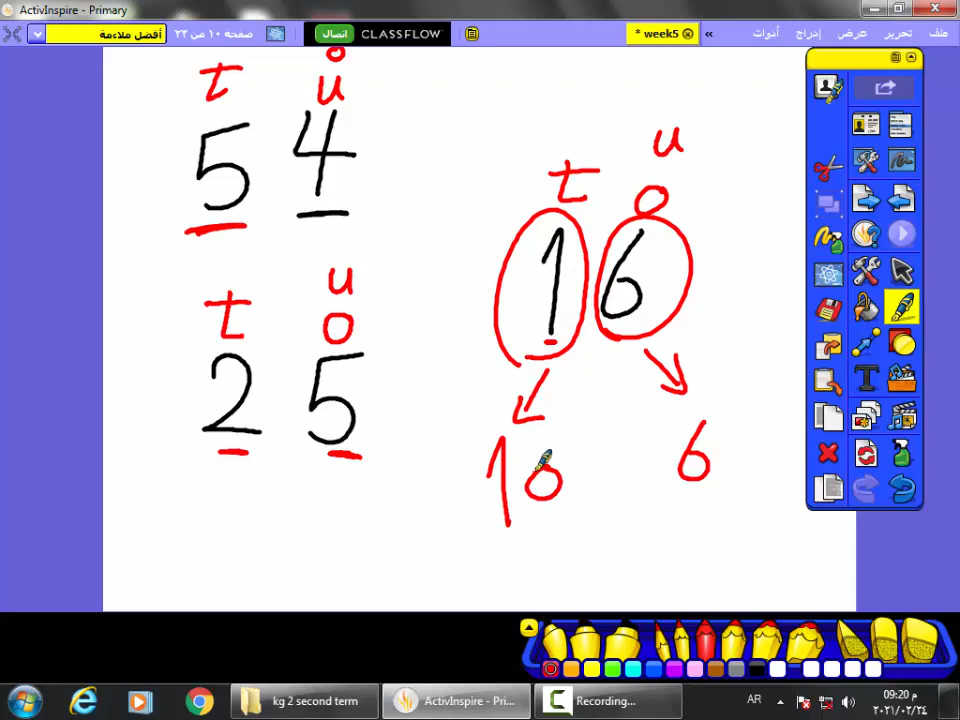 ActivInspire - Primary
أفضل ملاءمة
صفحة ١٠ من ٢٢
اتصال CLASSFLOW
* week5
«
أدوات إدراج عرض تحرير ملف
t u o
5 4
t u o
2 5
t u o
1 6
10 6
kg 2 second term
ActivInspire - Pri...
Recording...
AR
09:20 م
٢٠٢١/٠٢/٢٤